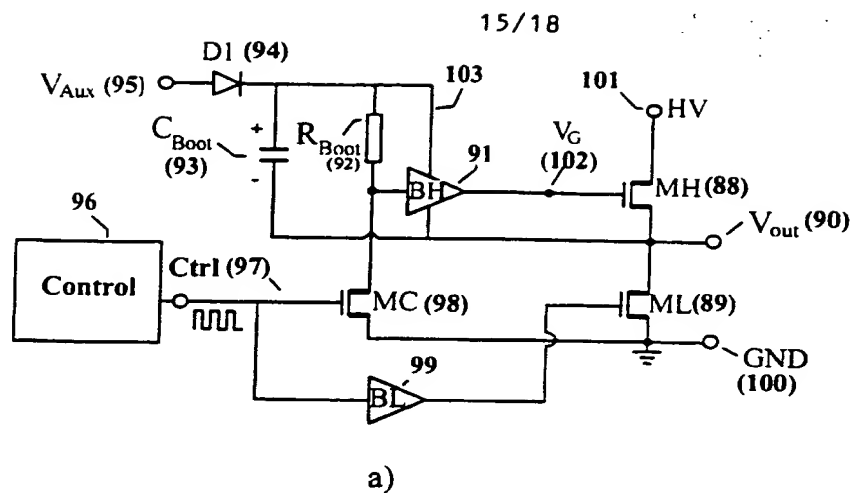 15/18
D1 (94)
103
101
HV
V_Aux (95)
+
C_Boot
(93)
-
R_Boot
(92)
91
V_G
(102)
BH
MH (88)
96
V_out (90)
Control
Ctrl (97)
MC (98)
ML (89)
99
GND
(100)
BL
a)